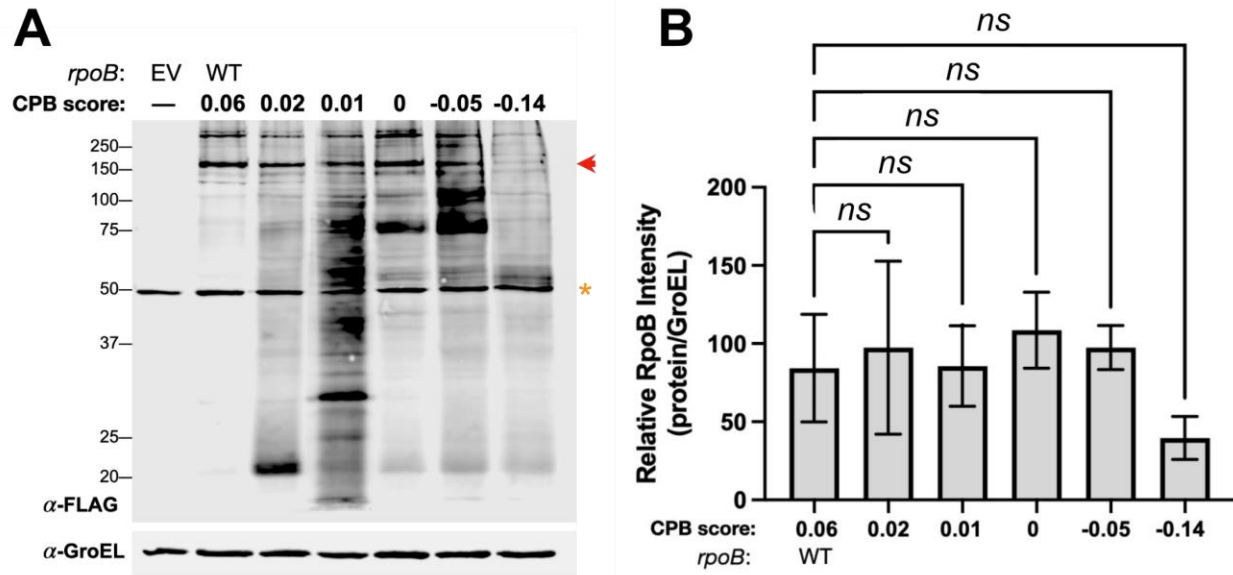 A
rpoB: EV WT
CPB score: — 0.06 0.02 0.01 0 -0.05 -0.14
250
150
100
75
50
*
37
25
20
α-FLAG
α-GroEL
B
ns
ns
ns
ns
ns
Relative RpoB Intensity
(protein/GroEL)
200
150
100
50
0
CPB score: 0.06 0.02 0.01 0 -0.05 -0.14
rpoB: WT